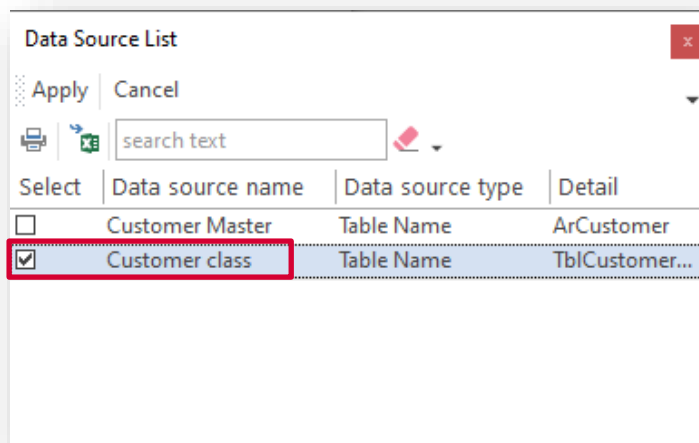 Data Source List
x
Apply Cancel
search text
Select Data source name Data source type Detail
Customer Master Table Name ArCustomer
Customer class Table Name TblCustomer...